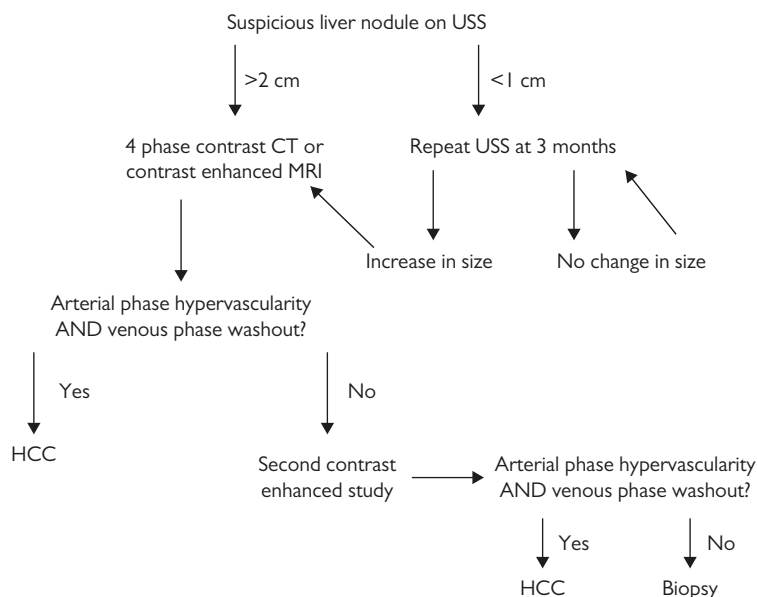 Suspicious liver nodule on USS
>2 cm
<1 cm
4 phase contrast CT or
contrast enhanced MRI
Repeat USS at 3 months
Increase in size
No change in size
Arterial phase hypervascularity
AND venous phase washout?
Yes
No
HCC
Second contrast
enhanced study
Arterial phase hypervascularity
AND venous phase washout?
Yes
No
HCC
Biopsy